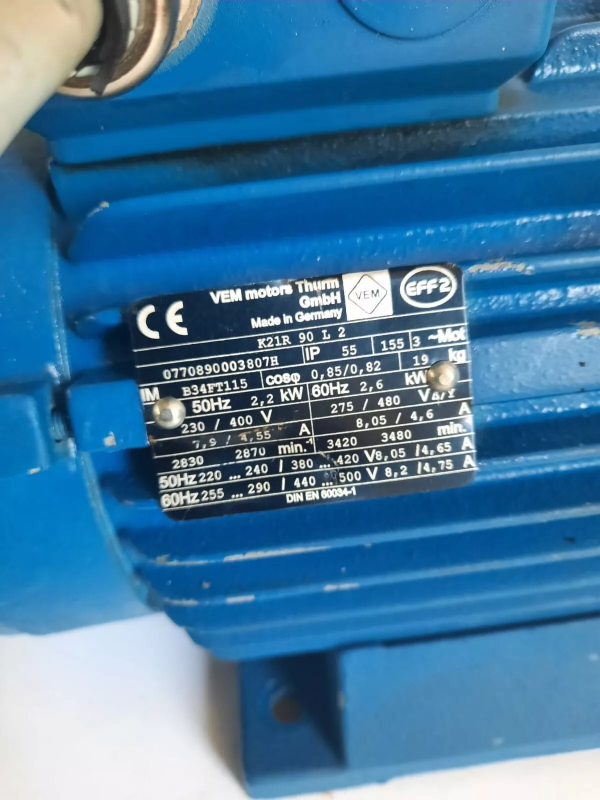 CE VEM motors Thurm GmbH VEM EFF2
Made in Germany
K21R 90 L 2
0770890003807H IP 55 155 3 ~Mot.
IM B34FT115 cosφ 0,85/0,82 19 kg
50Hz 2,2 kW 60Hz 2,6 kW
230 / 400 V 275 / 480 V Δ/Y
7,9 / 4,55 A 8,05 / 4,6 A
2830 2870 min.-1 3420 3480
50Hz 220 ... 240 / 380 ... 420 V 8,05 /4,65 A
60Hz 255 ... 290 / 440 ... 500 V 8,2 /4,75 A
DIN EN 60034-1